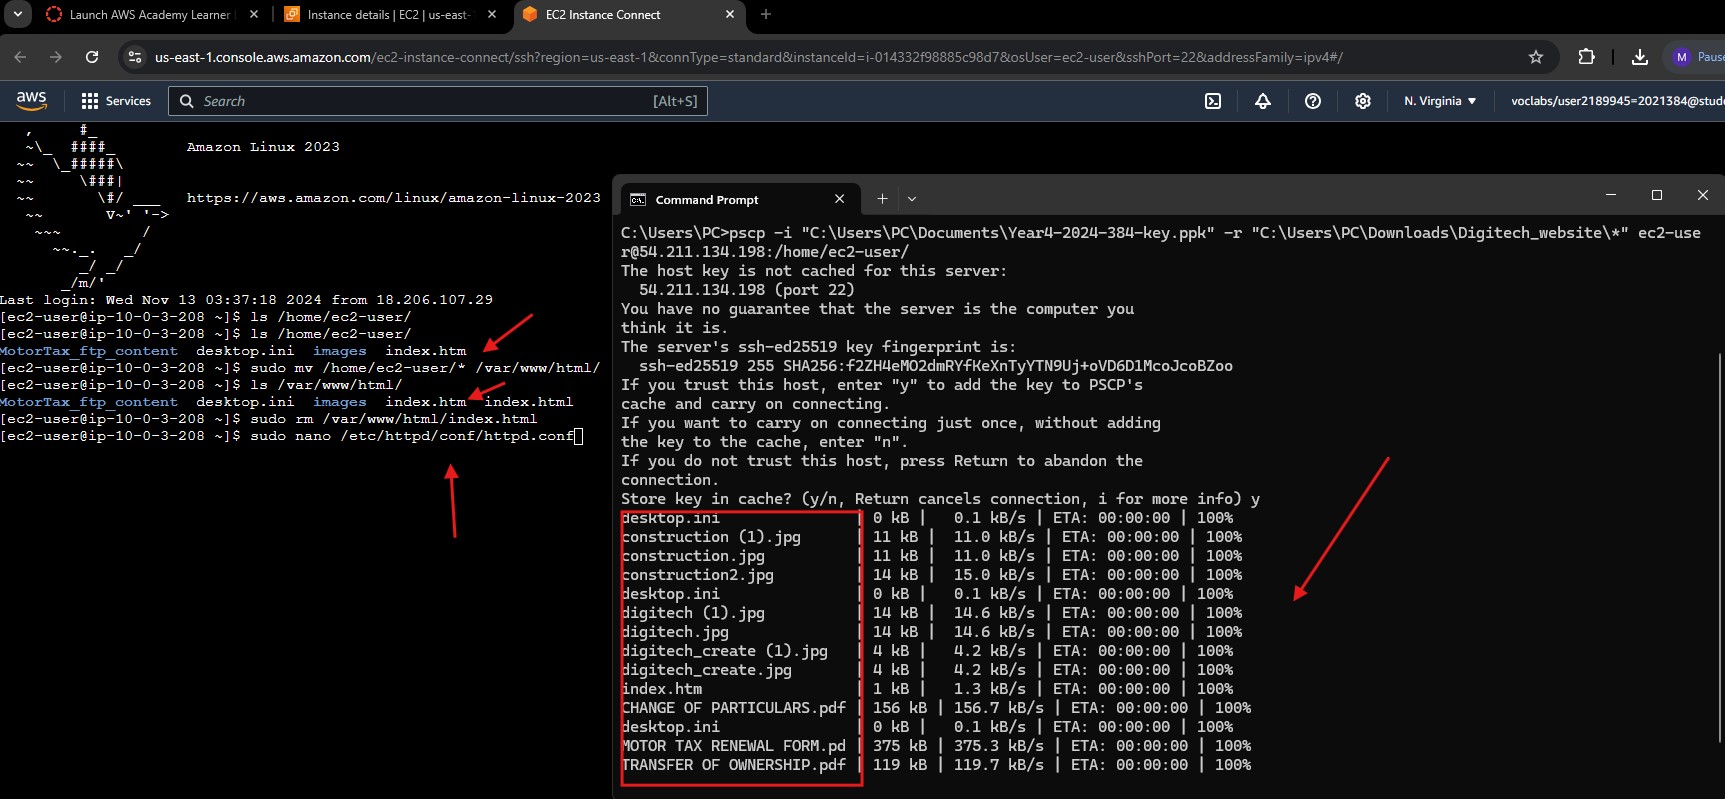 Launch AWS Academy Learner
Instance details | EC2 | us-east-
EC2 Instance Connect
us-east-1.console.aws.amazon.com/ec2-instance-connect/ssh?region=us-east-1&connType=standard&instanceId=i-014332f98885c98d7&osUser=ec2-user&sshPort=22&addressFamily=ipv4#/
M Pause
aws
Services
Search
[Alt+S]
N. Virginia
voclabs/user2189945=2021384@stude
,     #_
~\_  ####_        Amazon Linux 2023
~~  \_#####\
~~     \###|
~~       \#/ ___   https://aws.amazon.com/linux/amazon-linux-2023
~~       V~' '->
~~~         /
~~._.   _/
_/ _/
_/m/'
Last login: Wed Nov 13 03:37:18 2024 from 18.206.107.29
[ec2-user@ip-10-0-3-208 ~]$ ls /home/ec2-user/
[ec2-user@ip-10-0-3-208 ~]$ ls /home/ec2-user/
MotorTax_ftp_content  desktop.ini  images  index.htm
[ec2-user@ip-10-0-3-208 ~]$ sudo mv /home/ec2-user/* /var/www/html/
[ec2-user@ip-10-0-3-208 ~]$ ls /var/www/html/
MotorTax_ftp_content  desktop.ini  images  index.htm  index.html
[ec2-user@ip-10-0-3-208 ~]$ sudo rm /var/www/html/index.html
[ec2-user@ip-10-0-3-208 ~]$ sudo nano /etc/httpd/conf/httpd.conf
Command Prompt
C:\Users\PC>pscp -i "C:\Users\PC\Documents\Year4-2024-384-key.ppk" -r "C:\Users\PC\Downloads\Digitech_website\*" ec2-use
r@54.211.134.198:/home/ec2-user/
The host key is not cached for this server:
54.211.134.198 (port 22)
You have no guarantee that the server is the computer you
think it is.
The server's ssh-ed25519 key fingerprint is:
ssh-ed25519 255 SHA256:f2ZH4eMO2dmRYfKeXnTyYTN9Uj+oVD6D1McoJcoBZoo
If you trust this host, enter "y" to add the key to PSCP's
cache and carry on connecting.
If you want to carry on connecting just once, without adding
the key to the cache, enter "n".
If you do not trust this host, press Return to abandon the
connection.
Store key in cache? (y/n, Return cancels connection, i for more info) y
desktop.ini | 0 kB | 0.1 kB/s | ETA: 00:00:00 | 100%
construction (1).jpg | 11 kB | 11.0 kB/s | ETA: 00:00:00 | 100%
construction.jpg | 11 kB | 11.0 kB/s | ETA: 00:00:00 | 100%
construction2.jpg | 14 kB | 15.0 kB/s | ETA: 00:00:00 | 100%
desktop.ini | 0 kB | 0.1 kB/s | ETA: 00:00:00 | 100%
digitech (1).jpg | 14 kB | 14.6 kB/s | ETA: 00:00:00 | 100%
digitech.jpg | 14 kB | 14.6 kB/s | ETA: 00:00:00 | 100%
digitech_create (1).jpg | 4 kB | 4.2 kB/s | ETA: 00:00:00 | 100%
digitech_create.jpg | 4 kB | 4.2 kB/s | ETA: 00:00:00 | 100%
index.htm | 1 kB | 1.3 kB/s | ETA: 00:00:00 | 100%
CHANGE OF PARTICULARS.pdf | 156 kB | 156.7 kB/s | ETA: 00:00:00 | 100%
desktop.ini | 0 kB | 0.1 kB/s | ETA: 00:00:00 | 100%
MOTOR TAX RENEWAL FORM.pd | 375 kB | 375.3 kB/s | ETA: 00:00:00 | 100%
TRANSFER OF OWNERSHIP.pdf | 119 kB | 119.7 kB/s | ETA: 00:00:00 | 100%